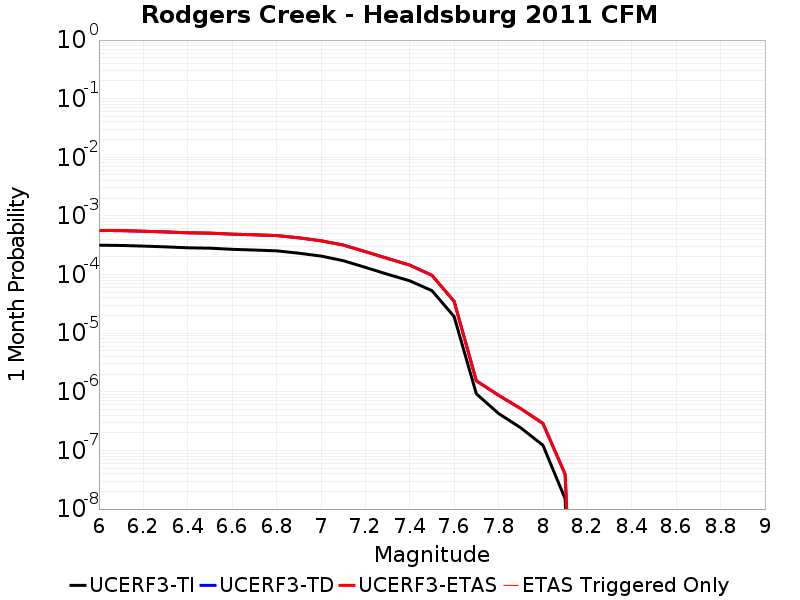 Rodgers Creek - Healdsburg 2011 CFM
1 Month Probability
10^0
10^-1
10^-2
10^-3
10^-4
10^-5
10^-6
10^-7
10^-8
6 6.2 6.4 6.6 6.8 7 7.2 7.4 7.6 7.8 8 8.2 8.4 8.6 8.8 9
Magnitude
UCERF3-TI UCERF3-TD UCERF3-ETAS ETAS Triggered Only